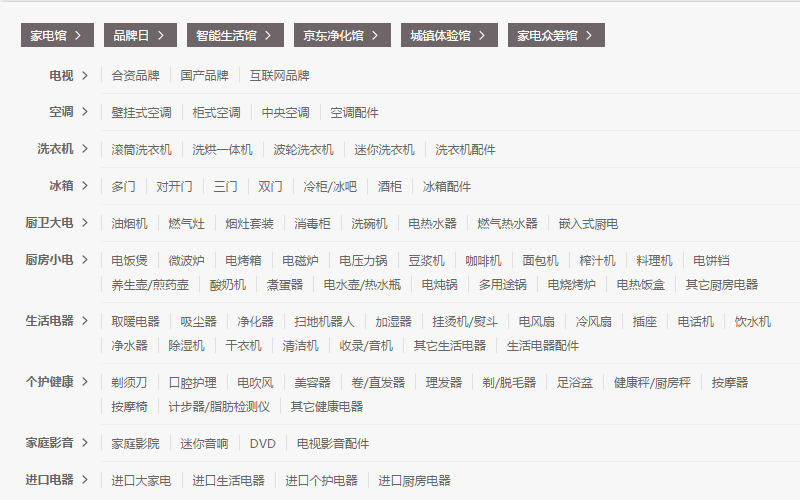 家电馆 > 品牌日 > 智能生活馆 > 京东净化馆 > 城镇体验馆 > 家电众筹馆 >
电视 > 合资品牌 国产品牌 互联网品牌
空调 > 壁挂式空调 柜式空调 中央空调 空调配件
洗衣机 > 滚筒洗衣机 洗烘一体机 波轮洗衣机 迷你洗衣机 洗衣机配件
冰箱 > 多门 对开门 三门 双门 冷柜/冰吧 酒柜 冰箱配件
厨卫大电 > 油烟机 燃气灶 烟灶套装 消毒柜 洗碗机 电热水器 燃气热水器 嵌入式厨电
厨房小电 > 电饭煲 微波炉 电烤箱 电磁炉 电压力锅 豆浆机 咖啡机 面包机 榨汁机 料理机 电饼铛
养生壶/煎药壶 酸奶机 煮蛋器 电水壶/热水瓶 电炖锅 多用途锅 电烧烤炉 电热饭盒 其它厨房电器
生活电器 > 取暖电器 吸尘器 净化器 扫地机器人 加湿器 挂烫机/熨斗 电风扇 冷风扇 插座 电话机 饮水机
净水器 除湿机 干衣机 清洁机 收录/音机 其它生活电器 生活电器配件
个护健康 > 剃须刀 口腔护理 电吹风 美容器 卷/直发器 理发器 剃/脱毛器 足浴盆 健康秤/厨房秤 按摩器
按摩椅 计步器/脂肪检测仪 其它健康电器
家庭影音 > 家庭影院 迷你音响 DVD 电视影音配件
进口电器 > 进口大家电 进口生活电器 进口个护电器 进口厨房电器